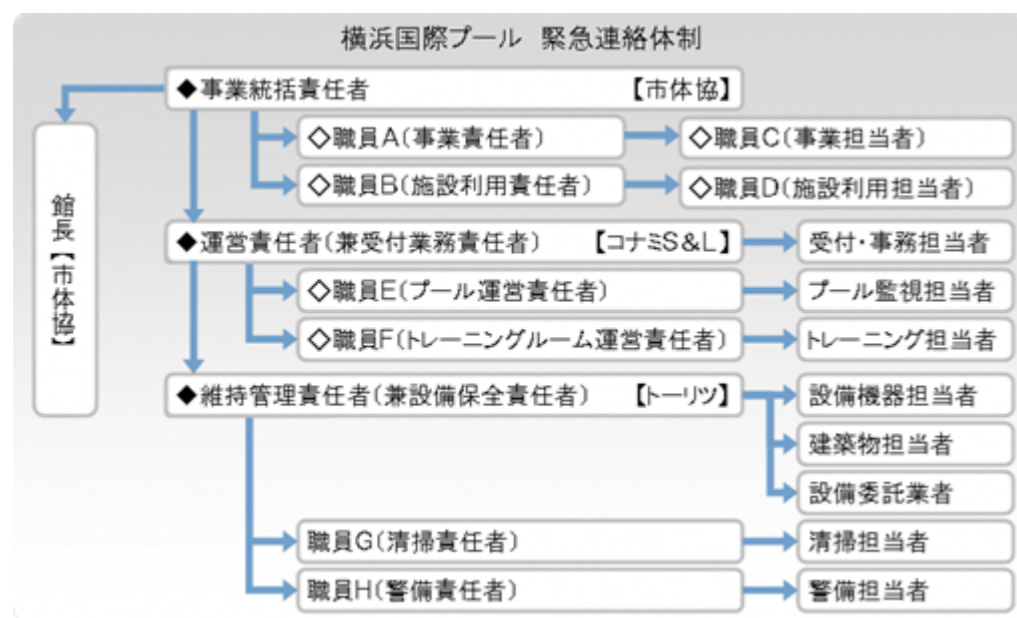 横浜国際プール 緊急連絡体制
◆事業統括責任者 【市体協】
◇職員A(事業責任者)
◇職員C(事業担当者)
◇職員B(施設利用責任者)
◇職員D(施設利用担当者)
館長【市体協】
◆運営責任者(兼受付業務責任者) 【コナミS&L】
受付・事務担当者
◇職員E(プール運営責任者)
プール監視担当者
◇職員F(トレーニングルーム運営責任者)
トレーニング担当者
◆維持管理責任者(兼設備保全責任者) 【トーリツ】
設備機器担当者
建築物担当者
設備委託業者
職員G(清掃責任者)
清掃担当者
職員H(警備責任者)
警備担当者